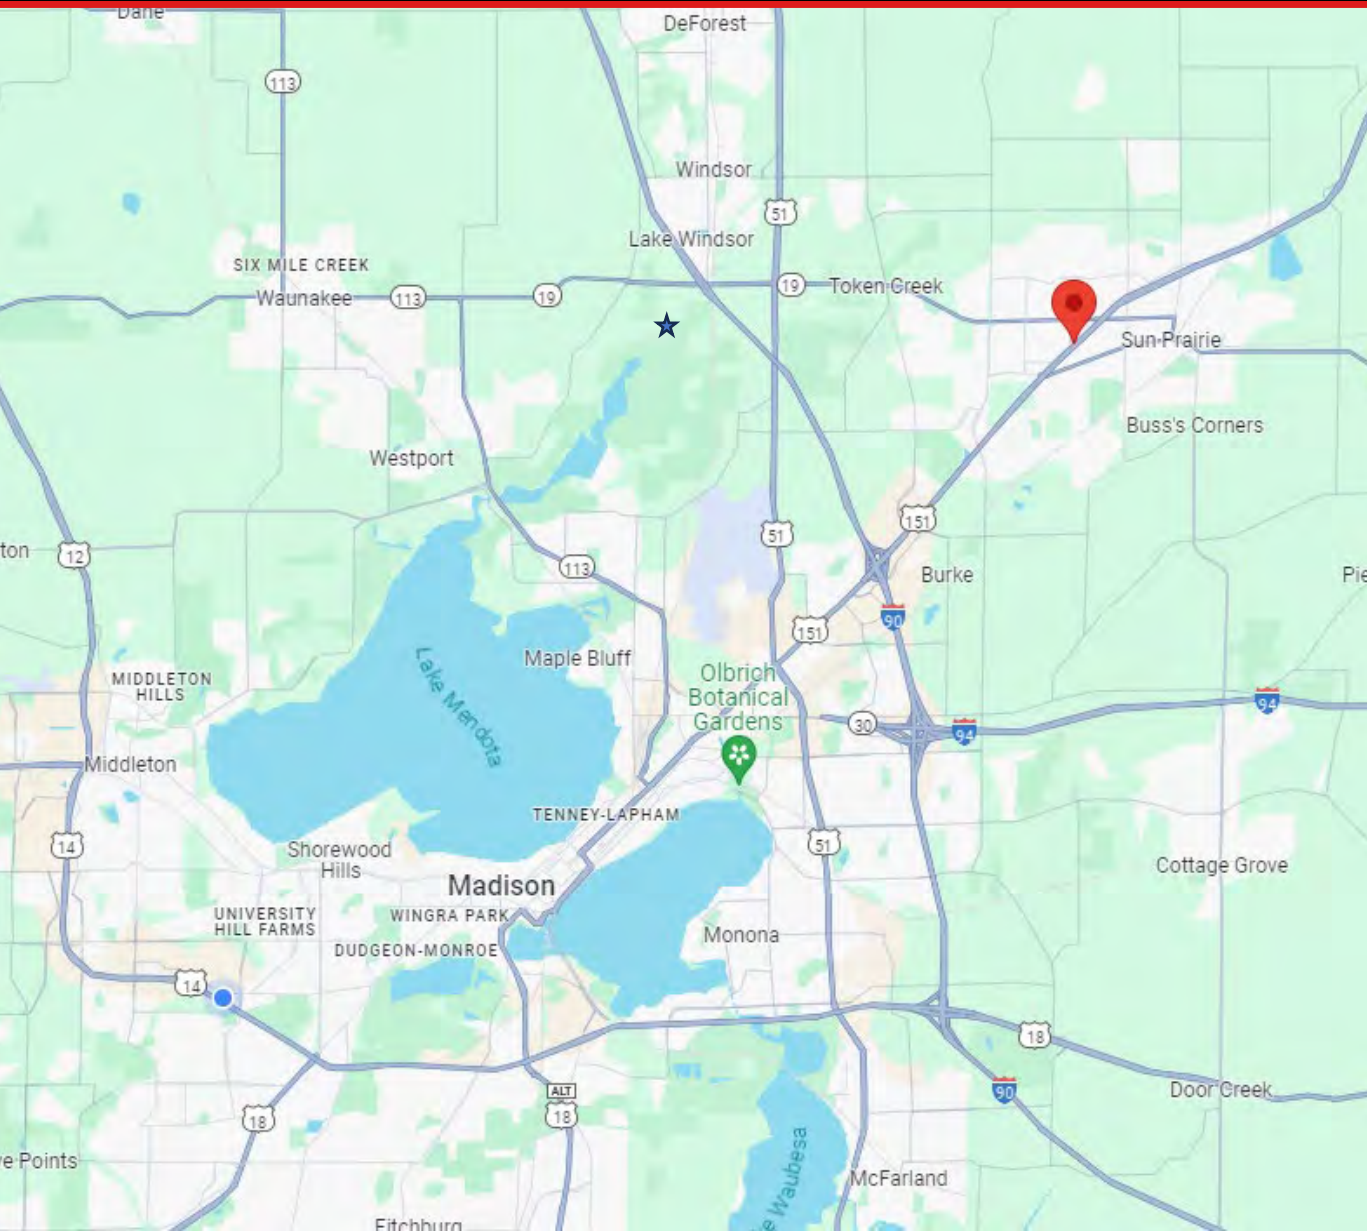 Dane
DeForest
113
Windsor
51
Lake Windsor
SIX MILE CREEK
Waunakee
113
19
19
Token Creek
Sun Prairie
Buss's Corners
Westport
151
51
12
ton
113
Burke
Pie
90
151
Maple Bluff
Lake Mendota
Olbrich
Botanical
Gardens
MIDDLETON
HILLS
94
30
94
Middleton
TENNEY-LAPHAM
14
51
Shorewood
Hills
Cottage Grove
Madison
UNIVERSITY
HILL FARMS
WINGRA PARK
DUDGEON-MONROE
Monona
14
18
90
Door Creek
ALT
18
18
e Points
e Waubesa
McFarland
Fitchburg